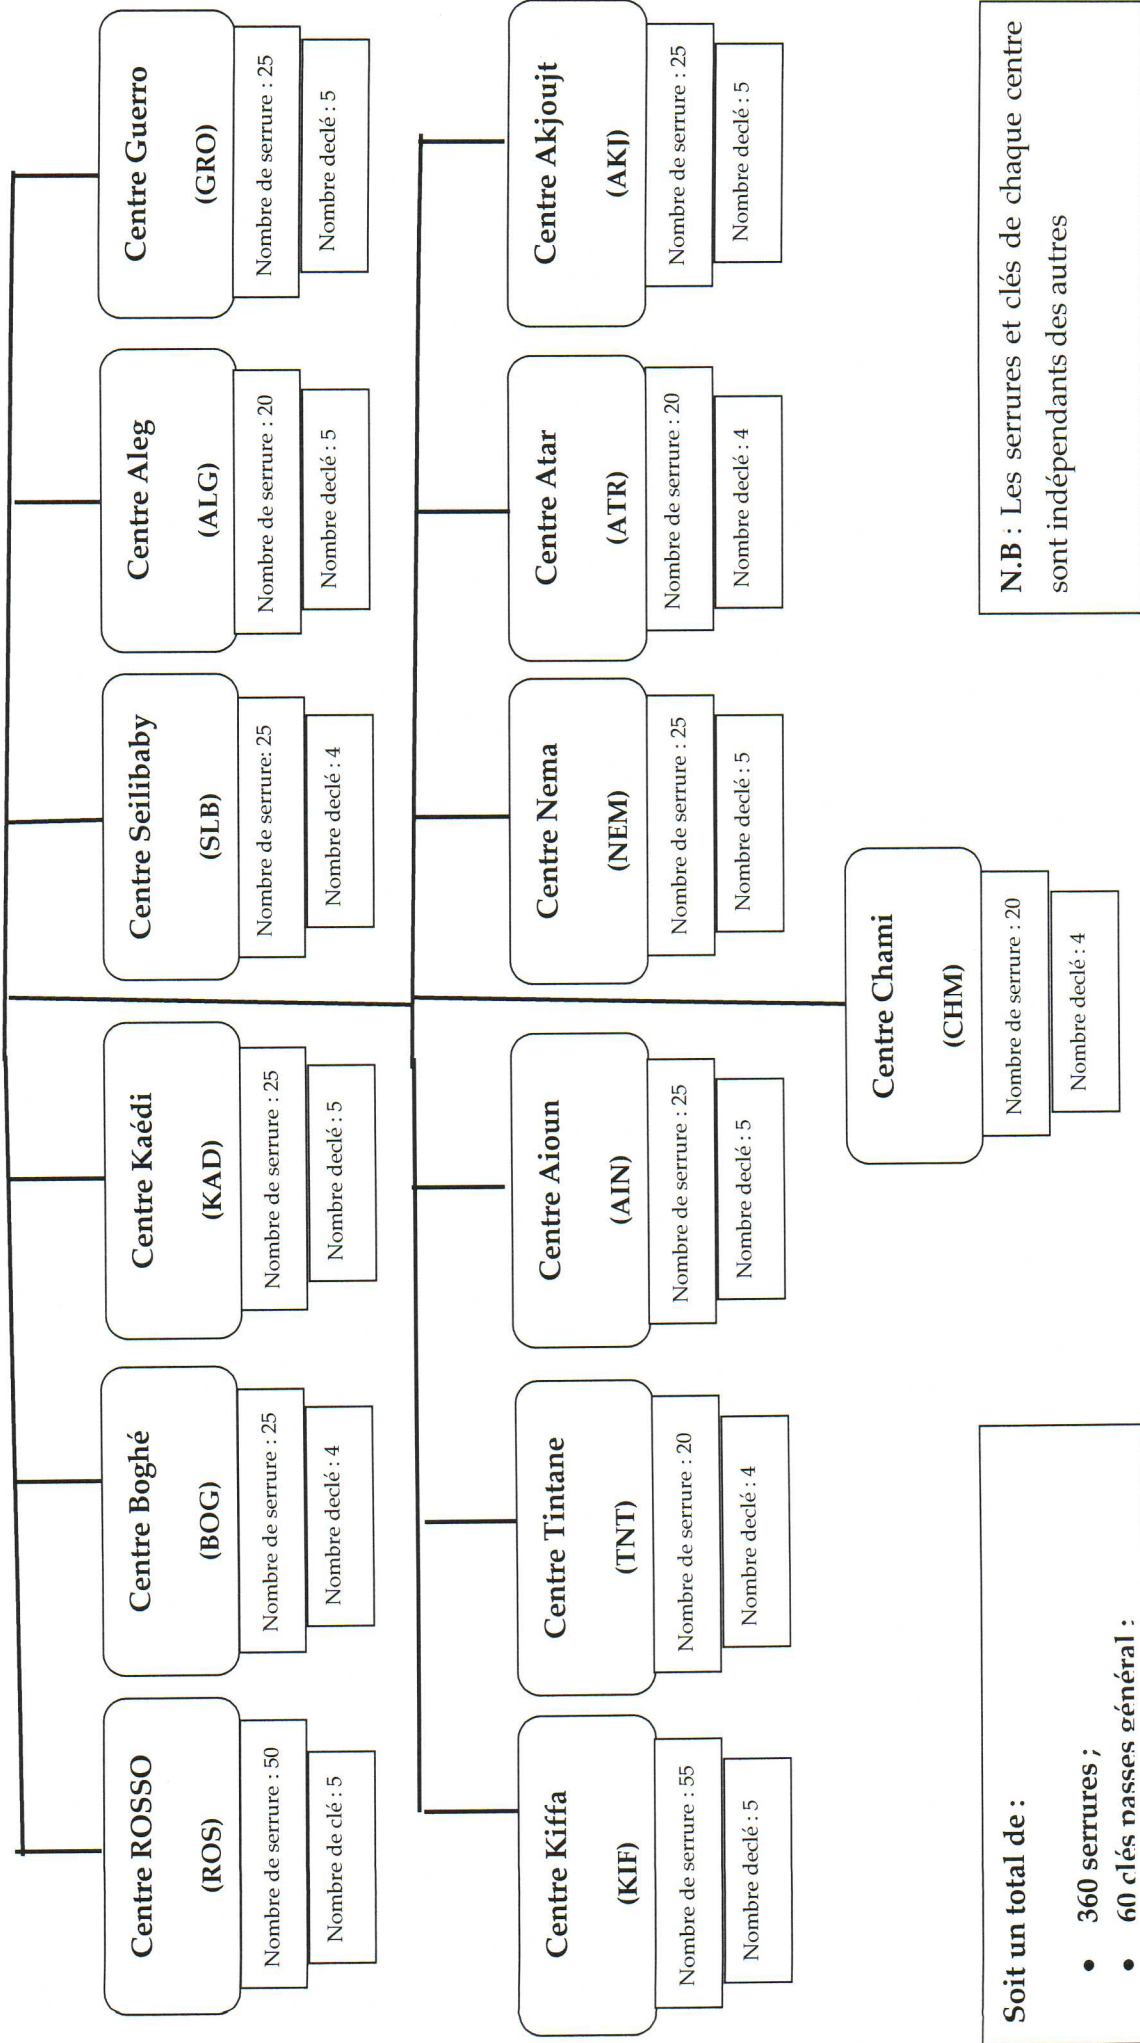 Centre ROSSO
(ROS)
Nombre de serrure : 50
Nombre de clé : 5
Centre Boghé
(BOG)
Nombre de serrure : 25
Nombre declé : 4
Centre Kaédi
(KAD)
Nombre de serrure : 25
Nombre declé : 5
Centre Seilibaby
(SLB)
Nombre de serrure: 25
Nombre declé : 4
Centre Aleg
(ALG)
Nombre de serrure : 20
Nombre declé : 5
Centre Guerro
(GRO)
Nombre de serrure : 25
Nombre declé : 5
Centre Kiffa
(KIF)
Nombre de serrure : 55
Nombre declé : 5
Centre Tintane
(TNT)
Nombre de serrure : 20
Nombre declé : 4
Centre Aioun
(AIN)
Nombre de serrure : 25
Nombre declé : 5
Centre Nema
(NEM)
Nombre de serrure : 25
Nombre declé : 5
Centre Atar
(ATR)
Nombre de serrure : 20
Nombre declé : 4
Centre Akjoujt
(AKJ)
Nombre de serrure : 25
Nombre declé : 5
Centre Chami
(CHM)
Nombre de serrure : 20
Nombre declé : 4
Soit un total de :
• 360 serrures ;
• 60 clés passes général :
N.B : Les serrures et clés de chaque centre
sont indépendants des autres